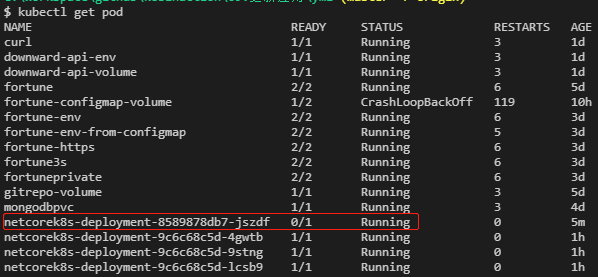 $ kubectl get pod
NAME READY STATUS RESTARTS AGE
curl 1/1 Running 3 1d
downward-api-env 1/1 Running 3 1d
downward-api-volume 1/1 Running 3 1d
fortune 2/2 Running 6 5d
fortune-configmap-volume 1/2 CrashLoopBackOff 119 10h
fortune-env 2/2 Running 6 3d
fortune-env-from-configmap 2/2 Running 5 3d
fortune-https 2/2 Running 6 3d
fortune3s 2/2 Running 6 3d
fortuneprivate 2/2 Running 6 3d
gitrepo-volume 1/1 Running 3 5d
mongodbpvc 1/1 Running 3 4d
netcorek8s-deployment-8589878db7-jszdf 0/1 Running 0 5m
netcorek8s-deployment-9c6c68c5d-4gwtb 1/1 Running 0 1h
netcorek8s-deployment-9c6c68c5d-9stng 1/1 Running 0 1h
netcorek8s-deployment-9c6c68c5d-lcsb9 1/1 Running 0 1h